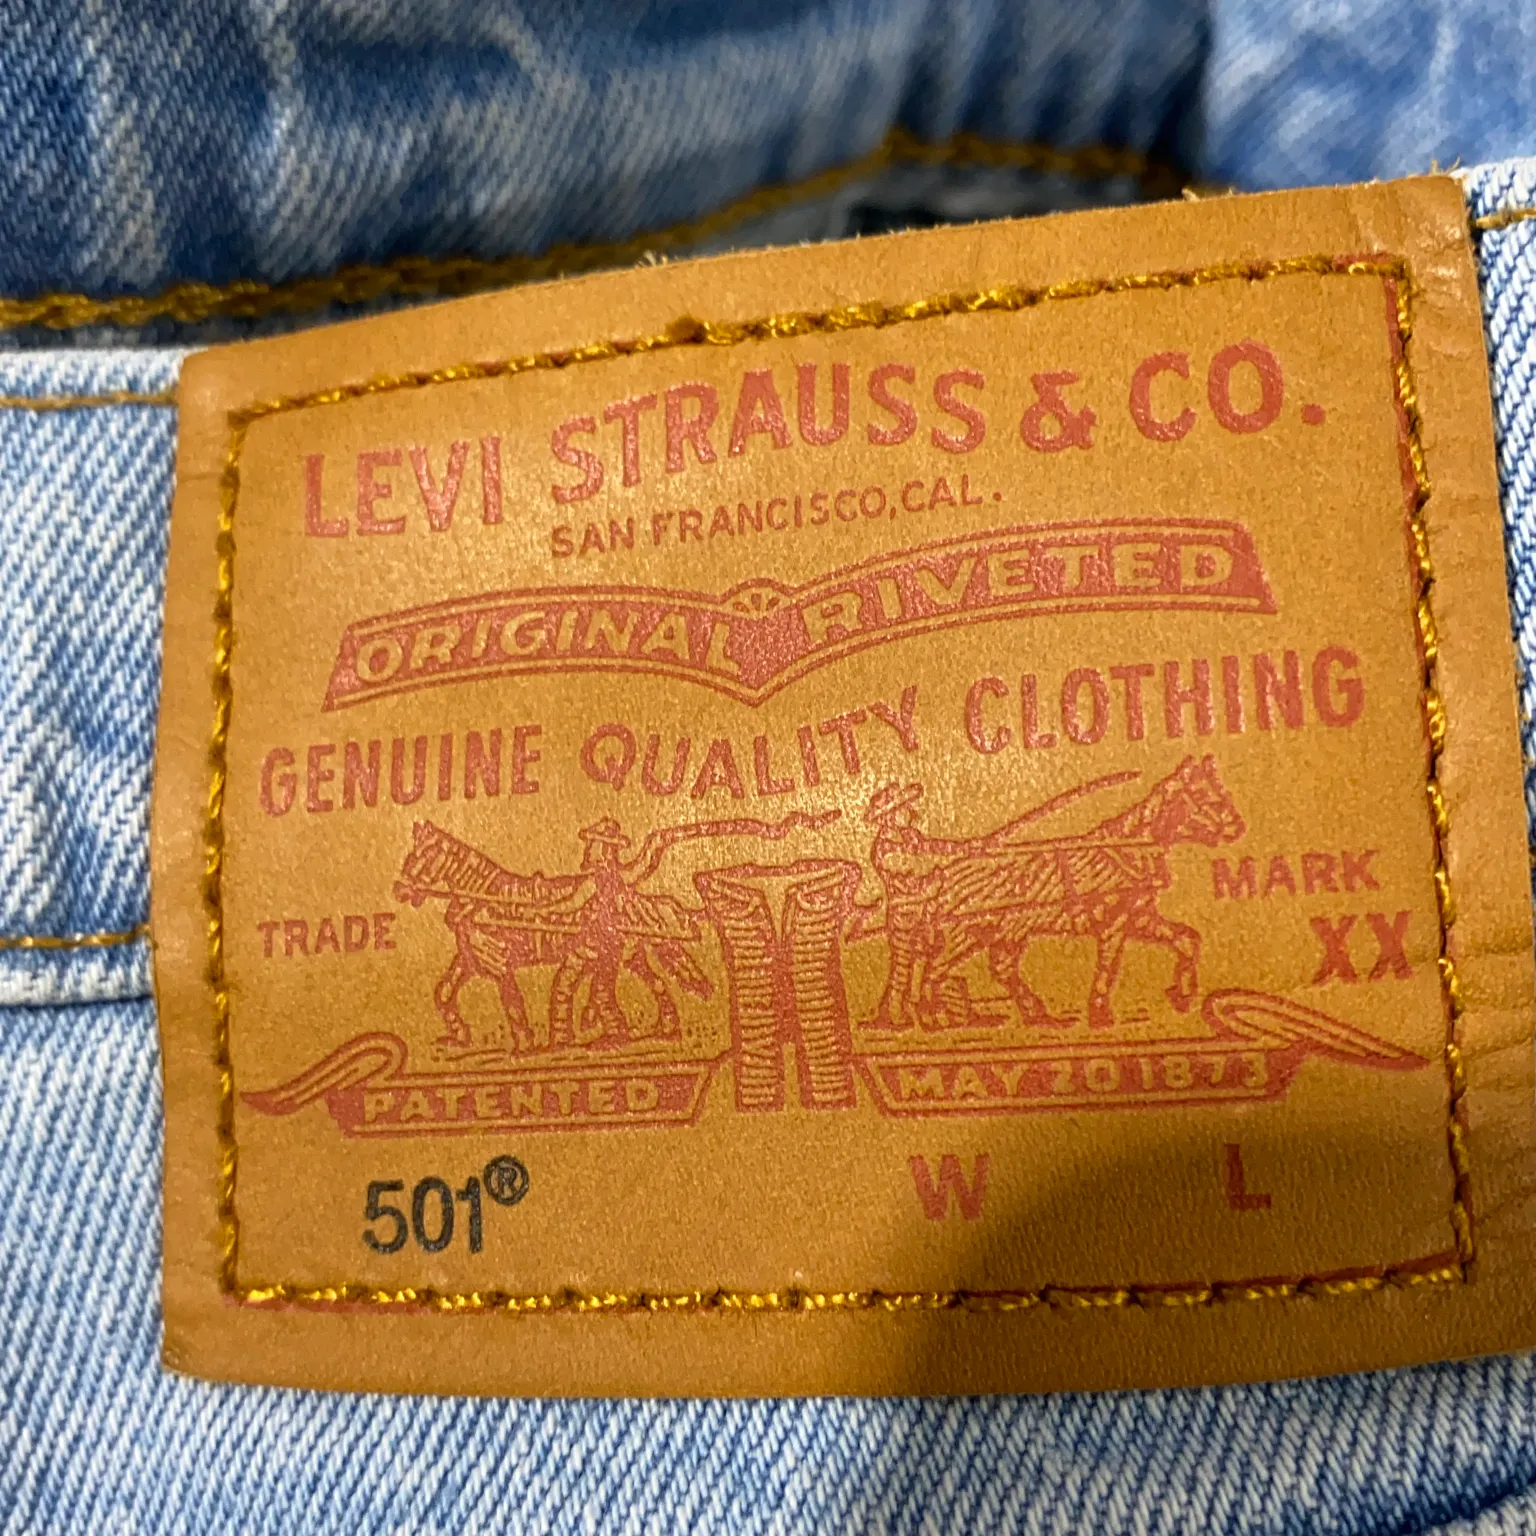 LEVI STRAUSS & CO.
SAN FRANCISCO, CAL.
ORIGINAL RIVETED
GENUINE QUALITY CLOTHING
TRADE MARK
XX
PATENTED MAY 20 1873
501® W L